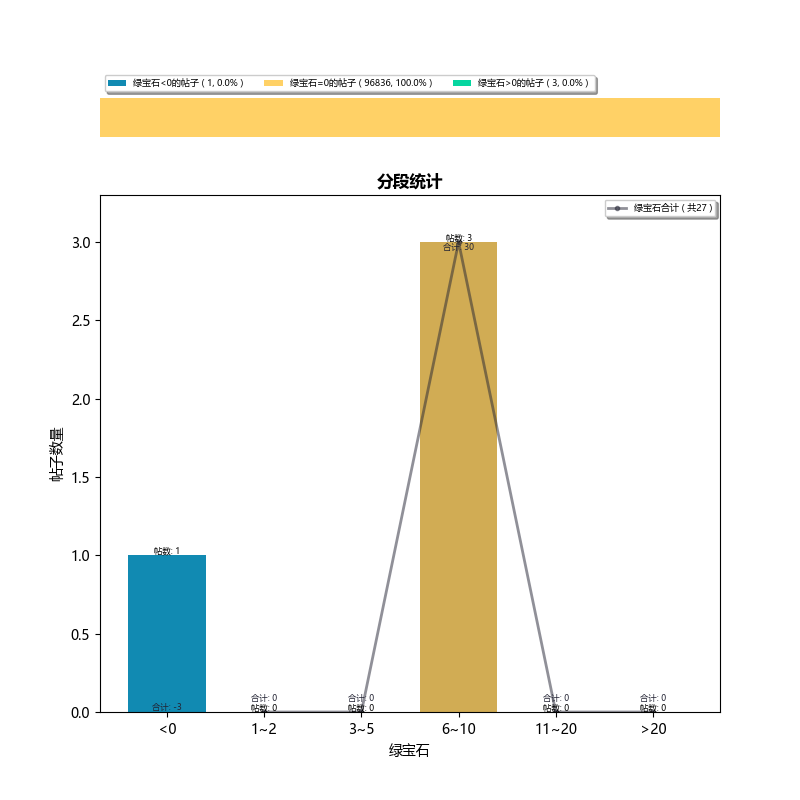 绿宝石<0的帖子 ( 1, 0.0% ) 绿宝石=0的帖子 ( 96836, 100.0% ) 绿宝石>0的帖子 ( 3, 0.0% )
分段统计
绿宝石合计 ( 共27 )
3.0
2.5
2.0
1.5
1.0
0.5
0.0
帖子数量
帖数: 3
合计: 30
帖数: 1
合计: -3
合计: 0 合计: 0 合计: 0 合计: 0
帖数: 0 帖数: 0 帖数: 0 帖数: 0
<0 1~2 3~5 6~10 11~20 >20
绿宝石